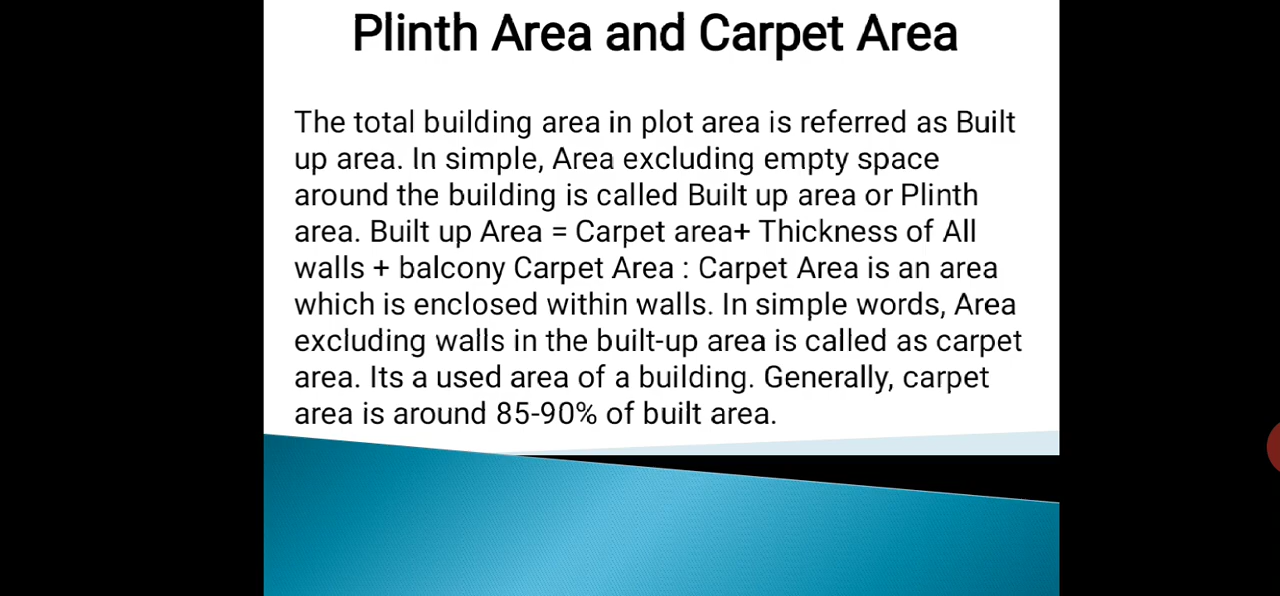 Plinth Area and Carpet Area
The total building area in plot area is referred as Built
up area. In simple, Area excluding empty space
around the building is called Built up area or Plinth
area. Built up Area = Carpet area+ Thickness of All
walls + balcony Carpet Area : Carpet Area is an area
which is enclosed within walls. In simple words, Area
excluding walls in the built-up area is called as carpet
area. Its a used area of a building. Generally, carpet
area is around 85-90% of built area.